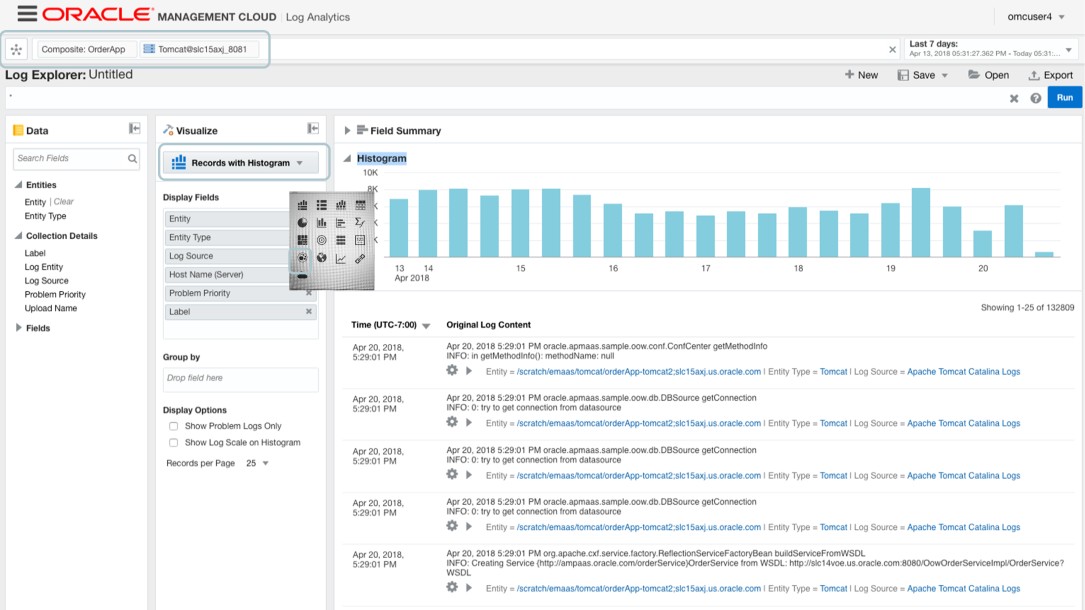 ORACLE MANAGEMENT CLOUD | Log Analytics
omcuser4
Composite: OrderApp
Tomcat@slc15axj_8081
Last 7 days:
Apr 13, 2018 05:31:27.362 PM – Today 05:31:...
Log Explorer: Untitled
New
Save
Open
Export
*
Run
Data
Search Fields
Entities
Entity | Clear
Entity Type
Collection Details
Label
Log Entity
Log Source
Problem Priority
Upload Name
Fields
Visualize
Records with Histogram
Display Fields
Entity
Entity Type
Log Source
Host Name (Server)
Problem Priority
Label
Group by
Drop field here
Display Options
Show Problem Logs Only
Show Log Scale on Histogram
Records per Page 25
Field Summary
Histogram
10K
8K
K
K
13 14 15 16 17 18 19 20
Apr 2018
Showing 1-25 of 132809
Time (UTC-7:00) Original Log Content
Apr 20, 2018, 5:29:01 PM
Apr 20, 2018 5:29:01 PM oracle.apmaas.sample.oow.conf.ConfCenter getMethodInfo
INFO: in getMethodInfo(): methodName: null
Entity = /scratch/emaas/tomcat/orderApp-tomcat2;slc15axj.us.oracle.com | Entity Type = Tomcat | Log Source = Apache Tomcat Catalina Logs
Apr 20, 2018, 5:29:01 PM
Apr 20, 2018 5:29:01 PM oracle.apmaas.sample.oow.db.DBSource getConnection
INFO: 0: try to get connection from datasource
Entity = /scratch/emaas/tomcat/orderApp-tomcat2;slc15axj.us.oracle.com | Entity Type = Tomcat | Log Source = Apache Tomcat Catalina Logs
Apr 20, 2018, 5:29:01 PM
Apr 20, 2018 5:29:01 PM oracle.apmaas.sample.oow.db.DBSource getConnection
INFO: 0: try to get connection from datasource
Entity = /scratch/emaas/tomcat/orderApp-tomcat2;slc15axj.us.oracle.com | Entity Type = Tomcat | Log Source = Apache Tomcat Catalina Logs
Apr 20, 2018, 5:29:01 PM
Apr 20, 2018 5:29:01 PM oracle.apmaas.sample.oow.db.DBSource getConnection
INFO: 0: try to get connection from datasource
Entity = /scratch/emaas/tomcat/orderApp-tomcat2;slc15axj.us.oracle.com | Entity Type = Tomcat | Log Source = Apache Tomcat Catalina Logs
Apr 20, 2018, 5:29:01 PM
Apr 20, 2018 5:29:01 PM org.apache.cxf.service.factory.ReflectionServiceFactoryBean buildServiceFromWSDL
INFO: Creating Service {http://ampaas.oracle.com/orderService}OrderService from WSDL: http://slc14voe.us.oracle.com:8080/OowOrderServiceImpl/OrderService?
WSDL
Entity = /scratch/emaas/tomcat/orderApp-tomcat2;slc15axj.us.oracle.com | Entity Type = Tomcat | Log Source = Apache Tomcat Catalina Logs